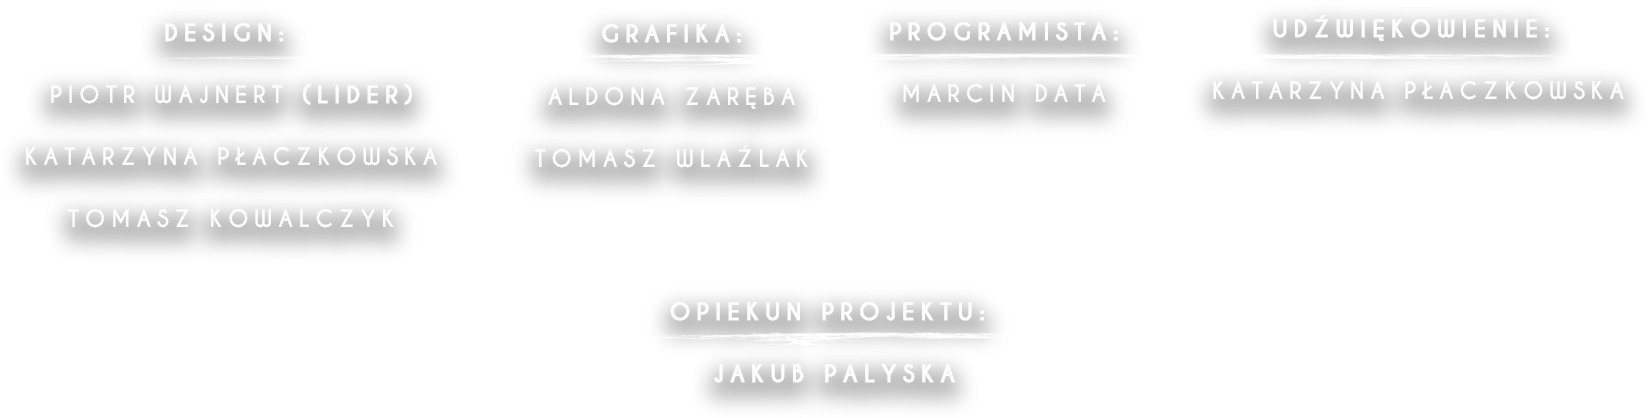 DESIGN:
PIOTR WAJNERT (LIDER)
KATARZYNA PŁACZKOWSKA
TOMASZ KOWALCZYK
GRAFIKA:
ALDONA ZARĘBA
TOMASZ WLAŹLAK
PROGRAMISTA:
MARCIN DATA
UDŹWIĘKOWIENIE:
KATARZYNA PŁACZKOWSKA
OPIEKUN PROJEKTU:
JAKUB PALYSKA